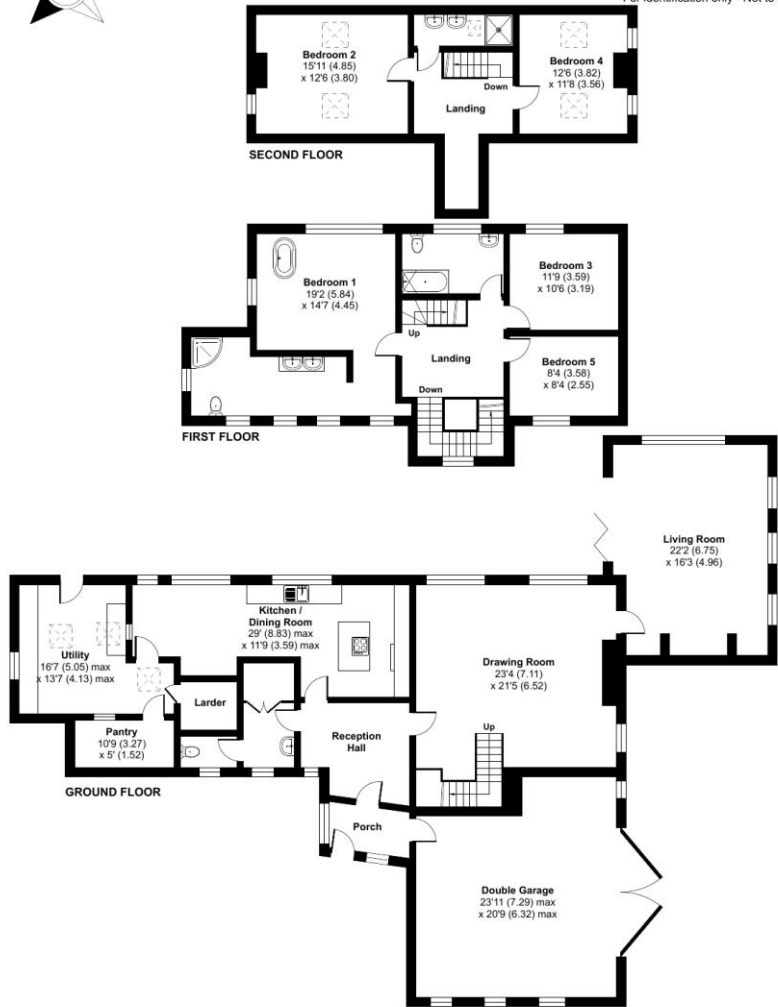 For identification only - Not to
Bedroom 2
15'11 (4.85)
x 12'6 (3.80)
Bedroom 4
12'6 (3.82)
x 11'8 (3.56)
Down
Landing
SECOND FLOOR
Bedroom 1
19'2 (5.84)
x 14'7 (4.45)
Bedroom 3
11'9 (3.59)
x 10'6 (3.19)
Up
Landing
Bedroom 5
8'4 (3.58)
x 8'4 (2.55)
Down
FIRST FLOOR
Living Room
22'2 (6.75)
x 16'3 (4.96)
Kitchen /
Dining Room
29' (8.83) max
x 11'9 (3.59) max
Utility
16'7 (5.05) max
x 13'7 (4.13) max
Drawing Room
23'4 (7.11)
x 21'5 (6.52)
Larder
Pantry
10'9 (3.27)
x 5' (1.52)
Reception
Hall
Up
GROUND FLOOR
Porch
Double Garage
23'11 (7.29) max
x 20'9 (6.32) max